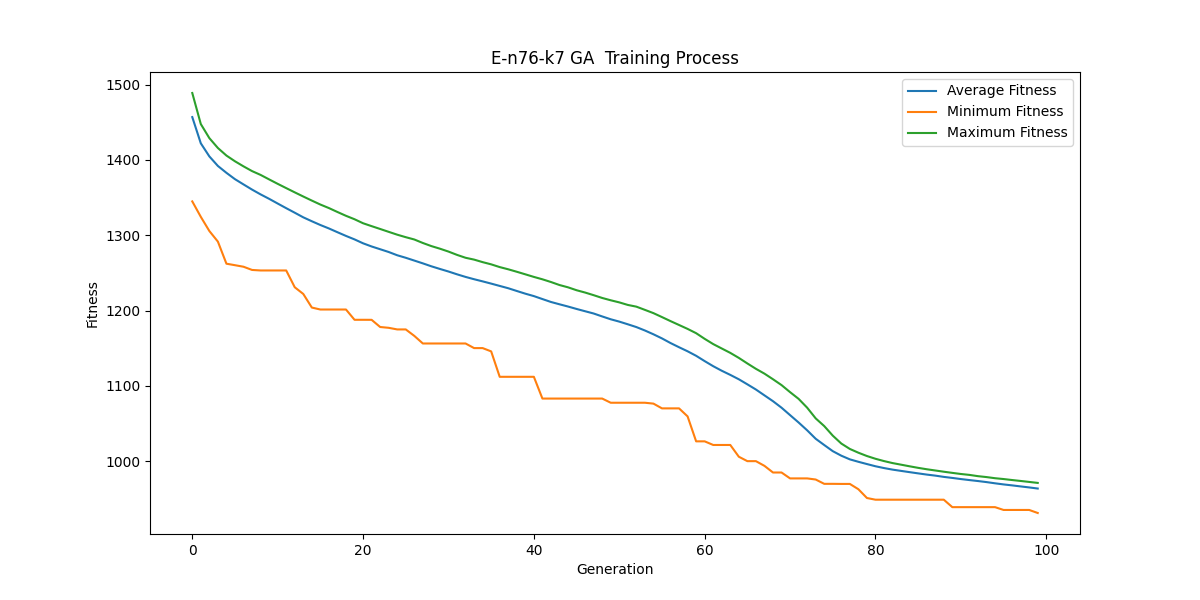 E-n76-k7 GA  Training Process
Average Fitness
Minimum Fitness
Maximum Fitness
Fitness
1500
1400
1300
1200
1100
1000
0 20 40 60 80 100
Generation